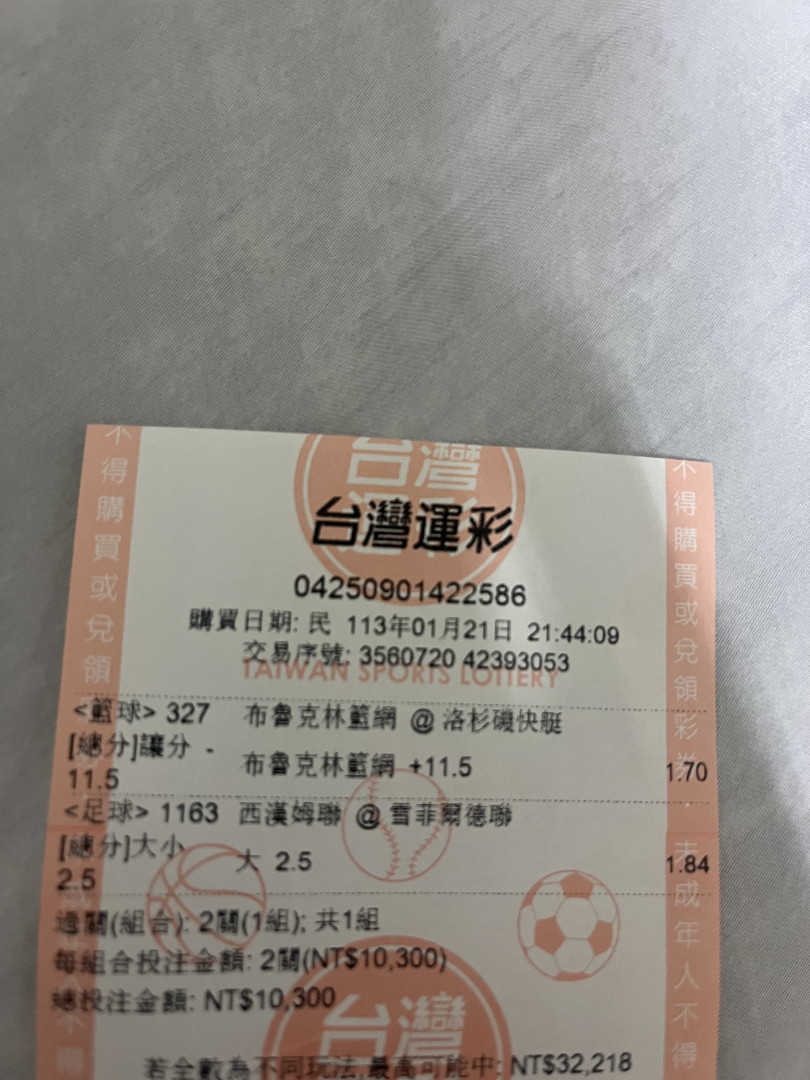 台灣
運彩
台灣運彩
04250901422586
購買日期: 民 113年01月21日 21:44:09
交易序號: 3560720 42393053
TAIWAN SPORTS LOTTERY
<籃球> 327 布魯克林籃網 @ 洛杉磯快艇
[總分]讓分 -
11.5
布魯克林籃網 +11.5 1.70
<足球> 1163 西漢姆聯 @ 雪菲爾德聯
[總分]大小
2.5
大 2.5 1.84
過關(組合): 2關(1組); 共1組
每組合投注金額: 2關(NT$10,300)
總投注金額: NT$10,300
台灣
若全數為不同玩法,最高可能中: NT$32,218
不得購買或兌領
不得購買或兌領彩券.未成年人不得